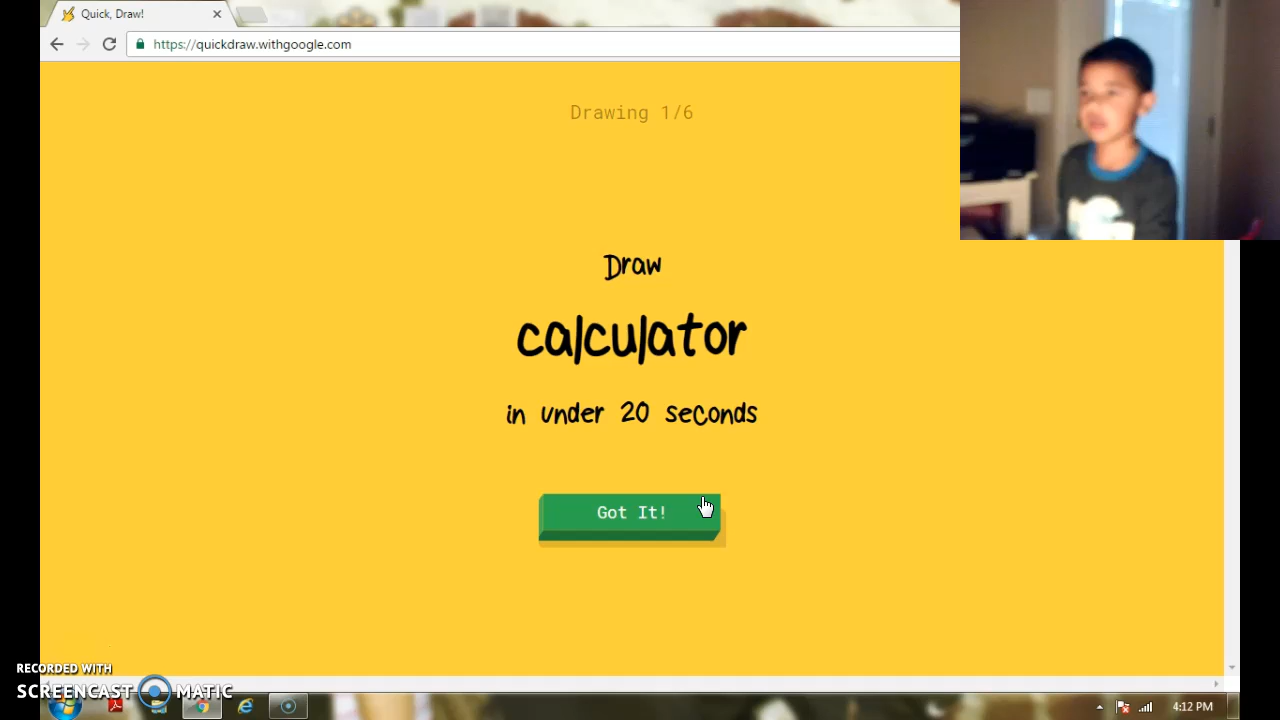 Quick, Draw!
https://quickdraw.withgoogle.com
Drawing 1/6
Draw
calculator
in under 20 seconds
Got It!
RECORDED WITH
SCREENCAST MATIC
4:12 PM